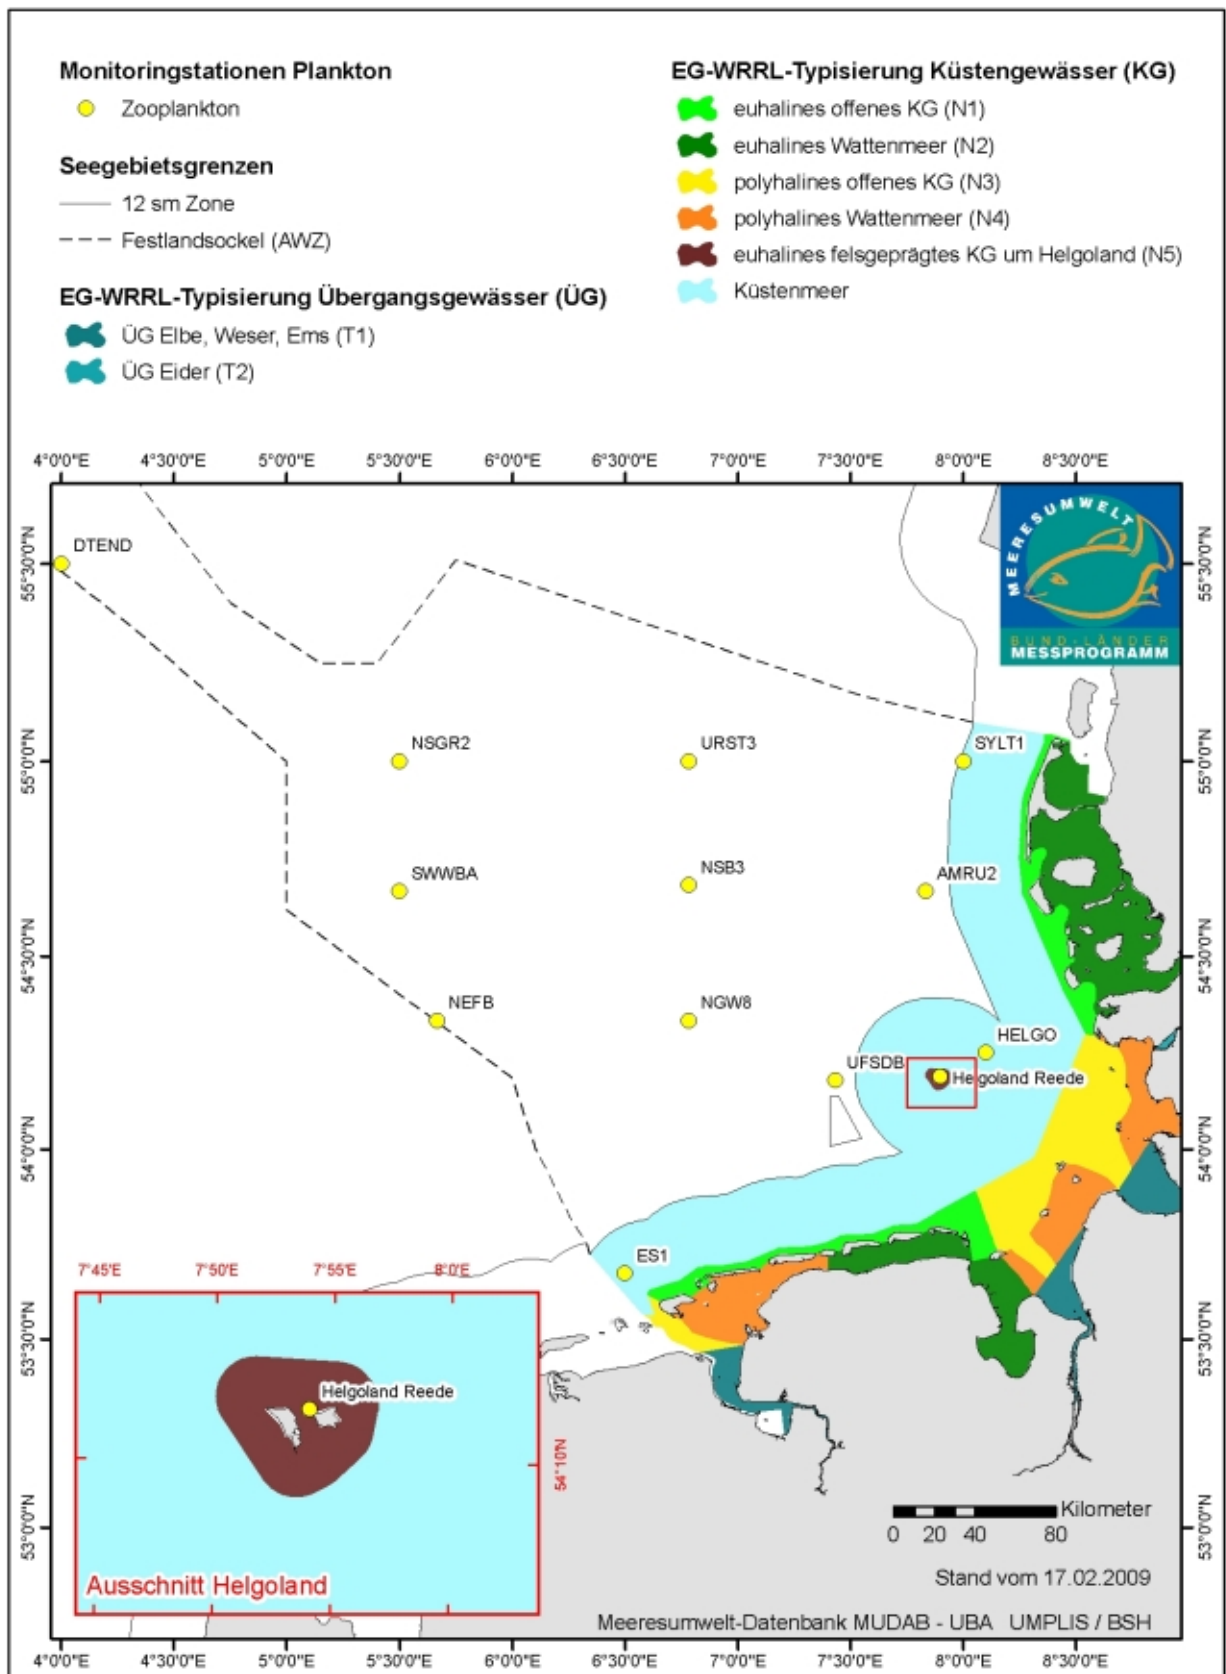 Monitoringstationen Plankton
Zooplankton
Seegebietsgrenzen
12 sm Zone
Festlandsockel (AWZ)
EG-WRRL-Typisierung Übergangsgewässer (ÜG)
ÜG Elbe, Weser, Ems (T1)
ÜG Eider (T2)
EG-WRRL-Typisierung Küstengewässer (KG)
euhalines offenes KG (N1)
euhalines Wattenmeer (N2)
polyhalines offenes KG (N3)
polyhalines Wattenmeer (N4)
euhalines felsgeprägtes KG um Helgoland (N5)
Küstenmeer
4°0'0"E 4°30'0"E 5°0'0"E 5°30'0"E 6°0'0"E 6°30'0"E 7°0'0"E 7°30'0"E 8°0'0"E 8°30'0"E
55°30'0"N
55°0'0"N
54°30'0"N
54°0'0"N
53°30'0"N
53°0'0"N
MEERESUMWELT
BUND-LÄNDER
MESSPROGRAMM
DTEND
NSGR2
URST3
SYLT1
SWWBA
NSB3
AMRU2
NEFB
NGW8
HELGO
UFSDB
Helgoland Reede
ES1
7°45'E 7°50'E 7°55'E 8°0'E
Helgoland Reede
54°10'N
Ausschnitt Helgoland
Kilometer
0 20 40 80
Stand vom 17.02.2009
Meeresumwelt-Datenbank MUDAB - UBA UMPLIS / BSH
55°30'0"N
55°0'0"N
54°30'0"N
54°0'0"N
53°30'0"N
53°0'0"N
4°0'0"E 4°30'0"E 5°0'0"E 5°30'0"E 6°0'0"E 6°30'0"E 7°0'0"E 7°30'0"E 8°0'0"E 8°30'0"E